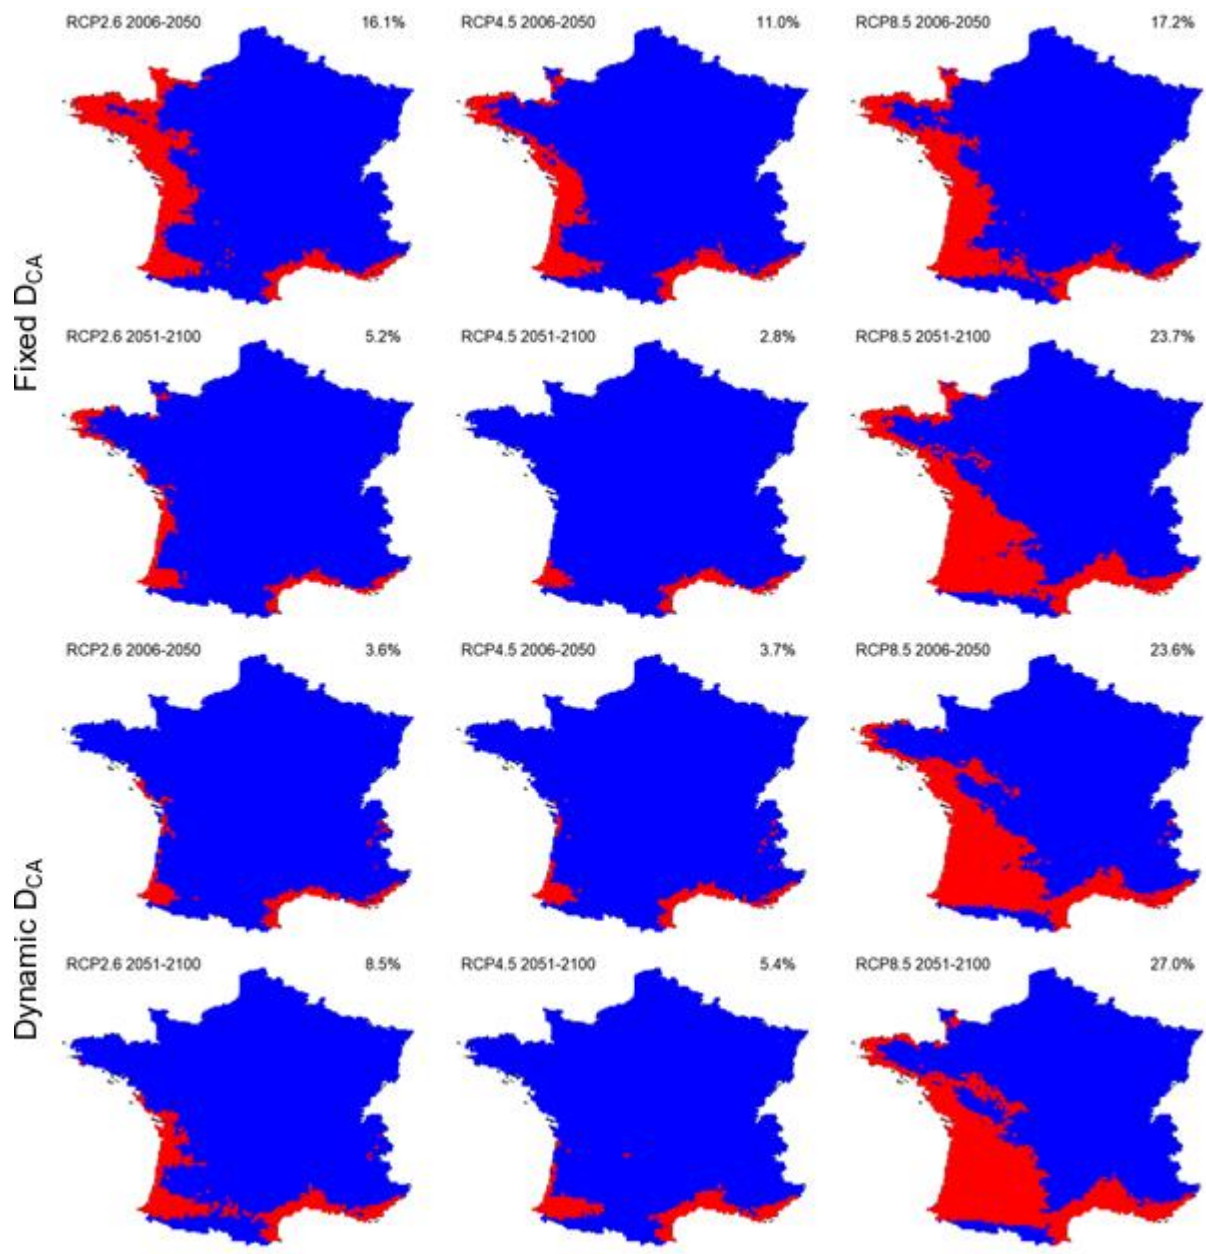 RCP2.6 2006-2050 16.1% RCP4.5 2006-2050 11.0% RCP8.5 2006-2050 17.2%
Fixed D_CA
RCP2.6 2051-2100 5.2% RCP4.5 2051-2100 2.8% RCP8.5 2051-2100 23.7%
RCP2.6 2006-2050 3.6% RCP4.5 2006-2050 3.7% RCP8.5 2006-2050 23.6%
Dynamic D_CA
RCP2.6 2051-2100 8.5% RCP4.5 2051-2100 5.4% RCP8.5 2051-2100 27.0%